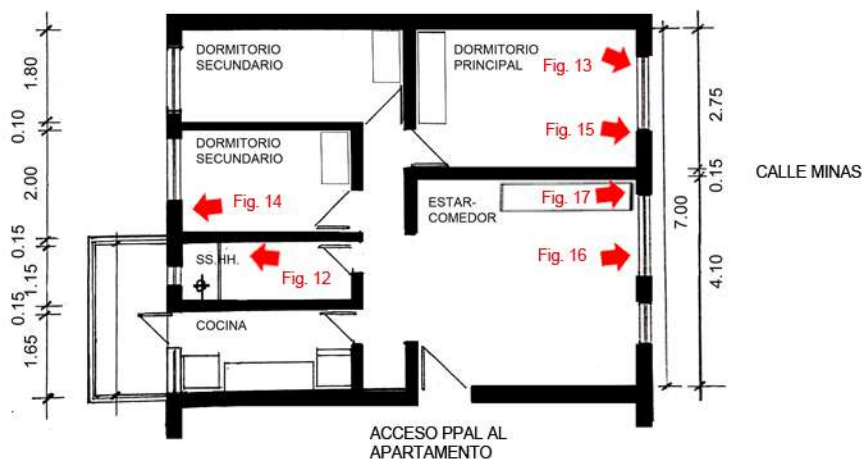 DORMITORIO
SECUNDARIO
DORMITORIO
PRINCIPAL
Fig. 13
1.80
Fig. 15
2.75
0.10
DORMITORIO
SECUNDARIO
2.00
Fig. 14
ESTAR-
COMEDOR
Fig. 17
0.15
CALLE MINAS
7.00
0.15
SS.HH.
Fig. 12
Fig. 16
1.15
4.10
0.15
COCINA
1.65
ACCESO PPAL AL
APARTAMENTO